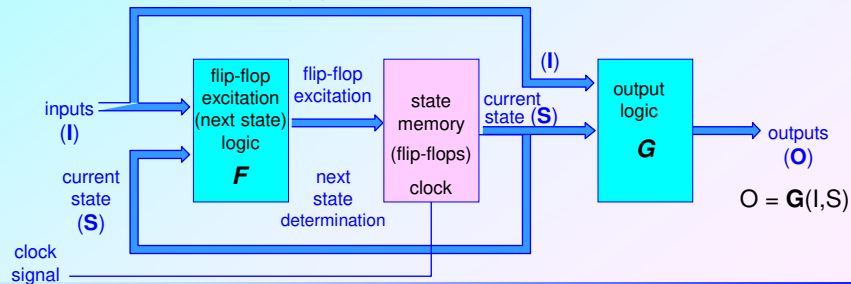 inputs
(I)
flip-flop
excitation
(next state)
logic
F
flip-flop
excitation
next
state
determination
state
memory
(flip-flops)
clock
(I)
current
state (S)
output
logic
G
outputs
(O)
O = G(I,S)
current
state
(S)
clock
signal